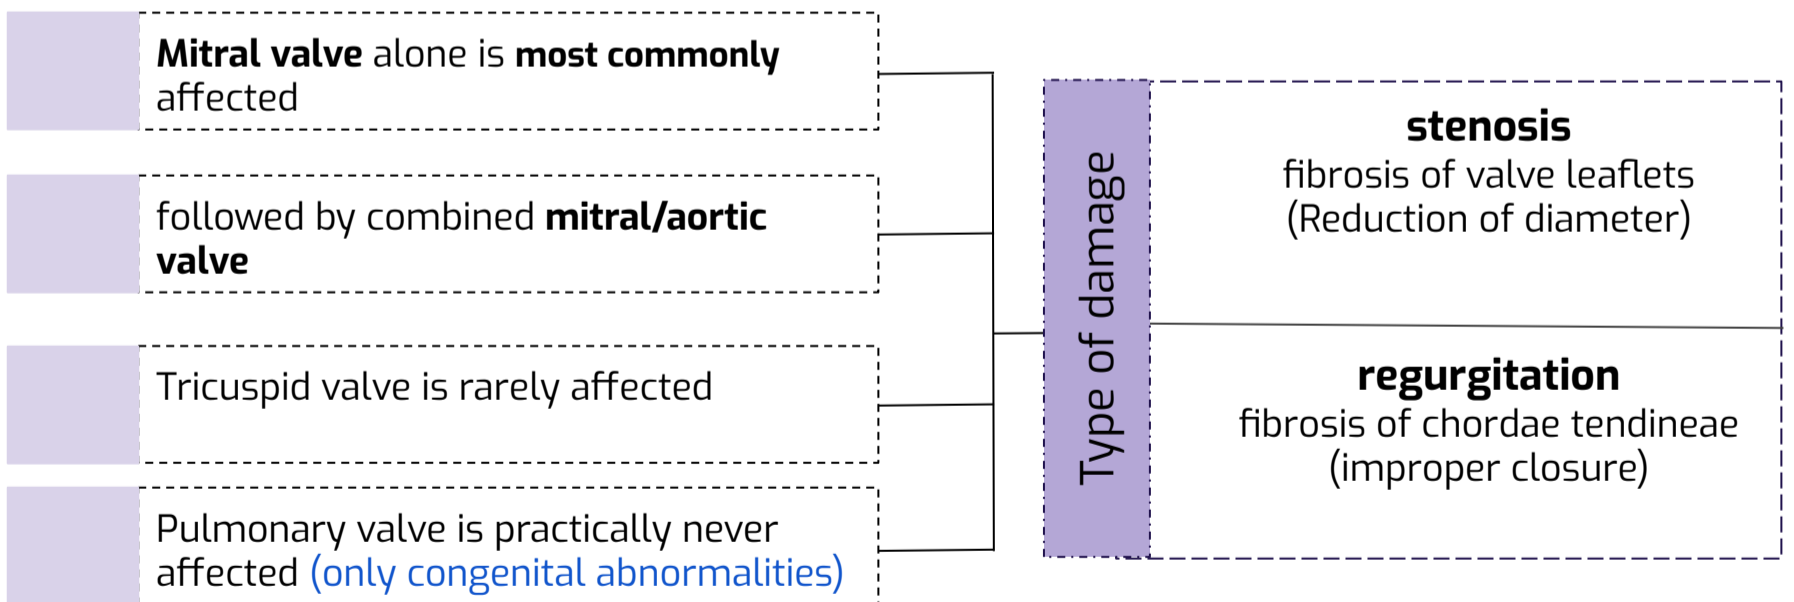 Mitral valve alone is most commonly
affected
followed by combined mitral/aortic
valve
Tricuspid valve is rarely affected
Pulmonary valve is practically never
affected (only congenital abnormalities)
Type of damage
stenosis
fibrosis of valve leaflets
(Reduction of diameter)
regurgitation
fibrosis of chordae tendineae
(improper closure)